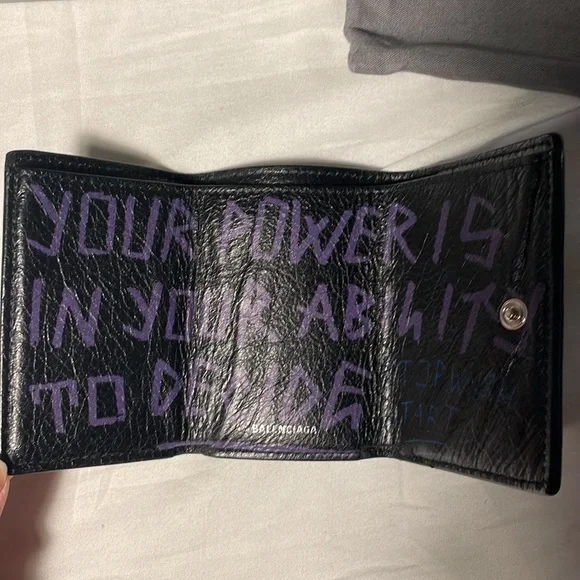 YOUR POWER IS
IN YOUR ABILITY
TO DECIDE
BALENCIAGA